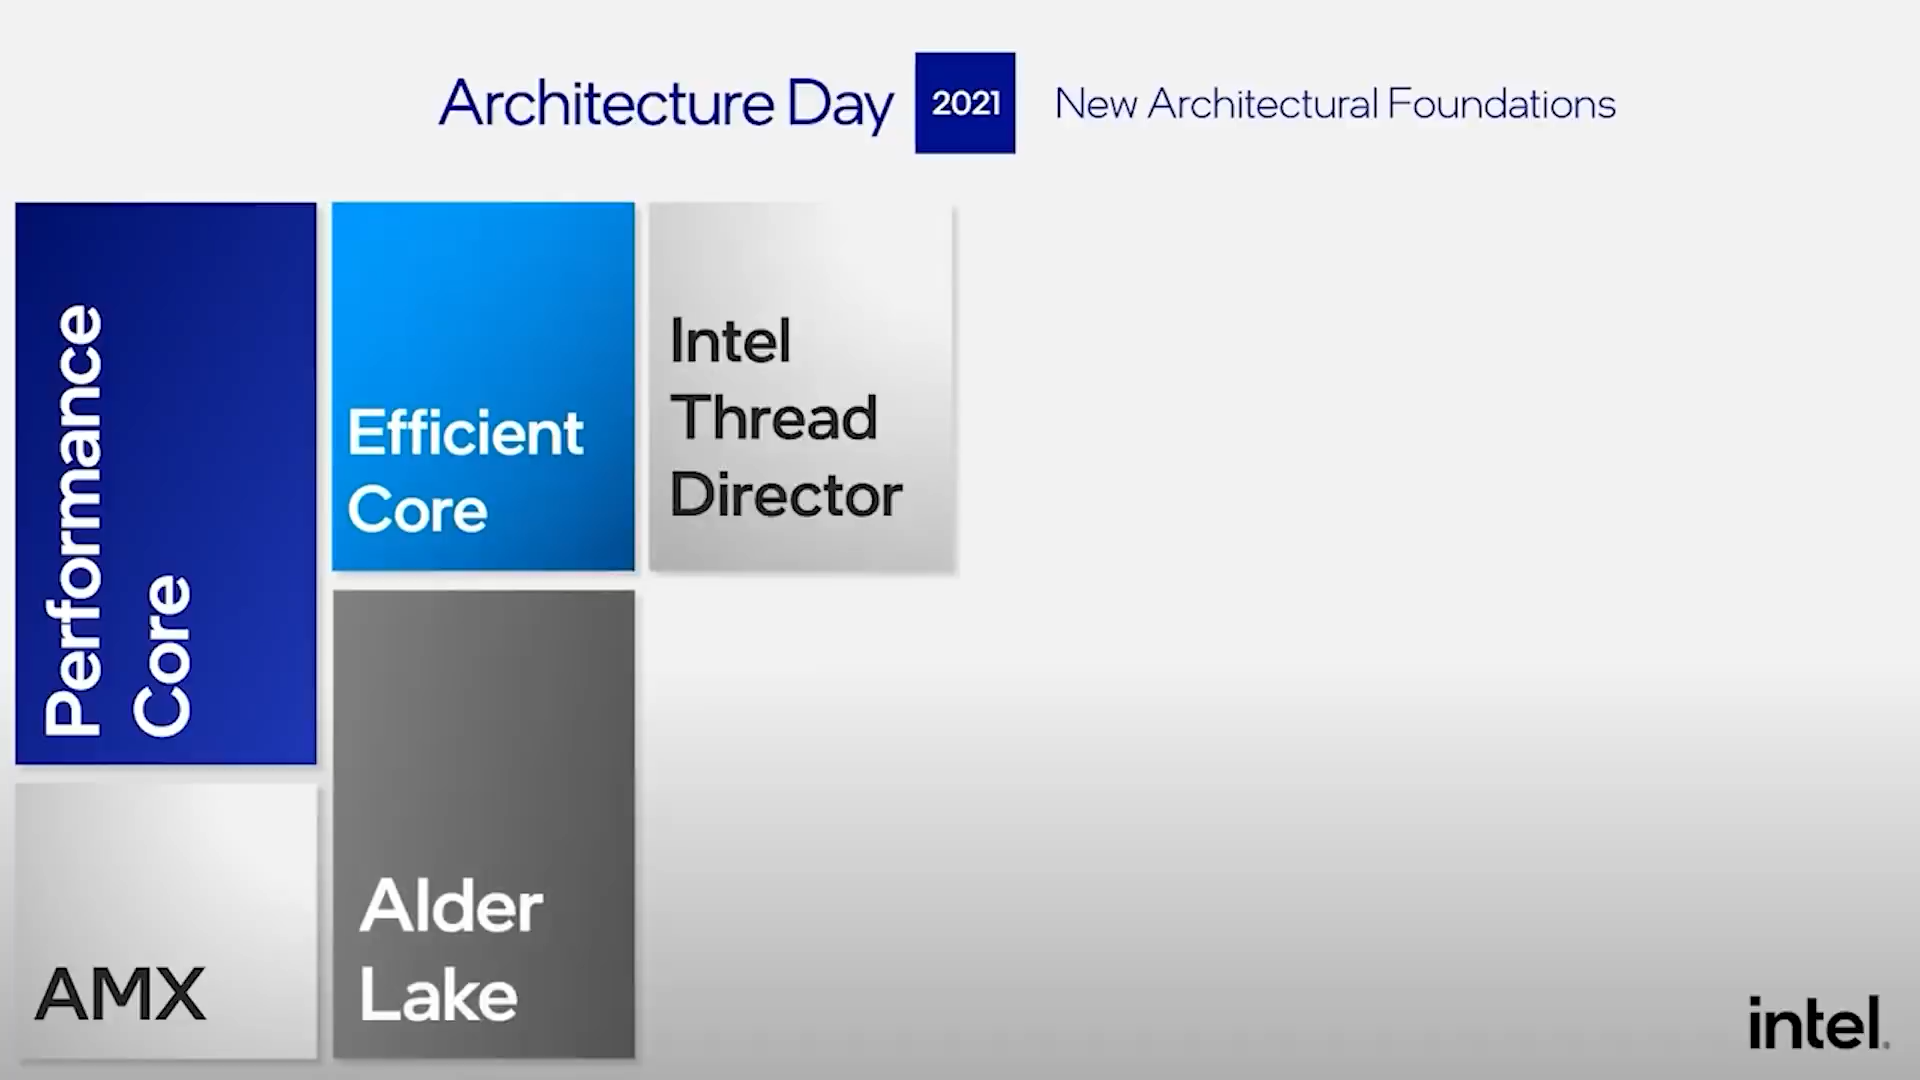 Architecture Day 2021 New Architectural Foundations
Performance
Core
Efficient
Core
Intel
Thread
Director
AMX
Alder
Lake
intel.